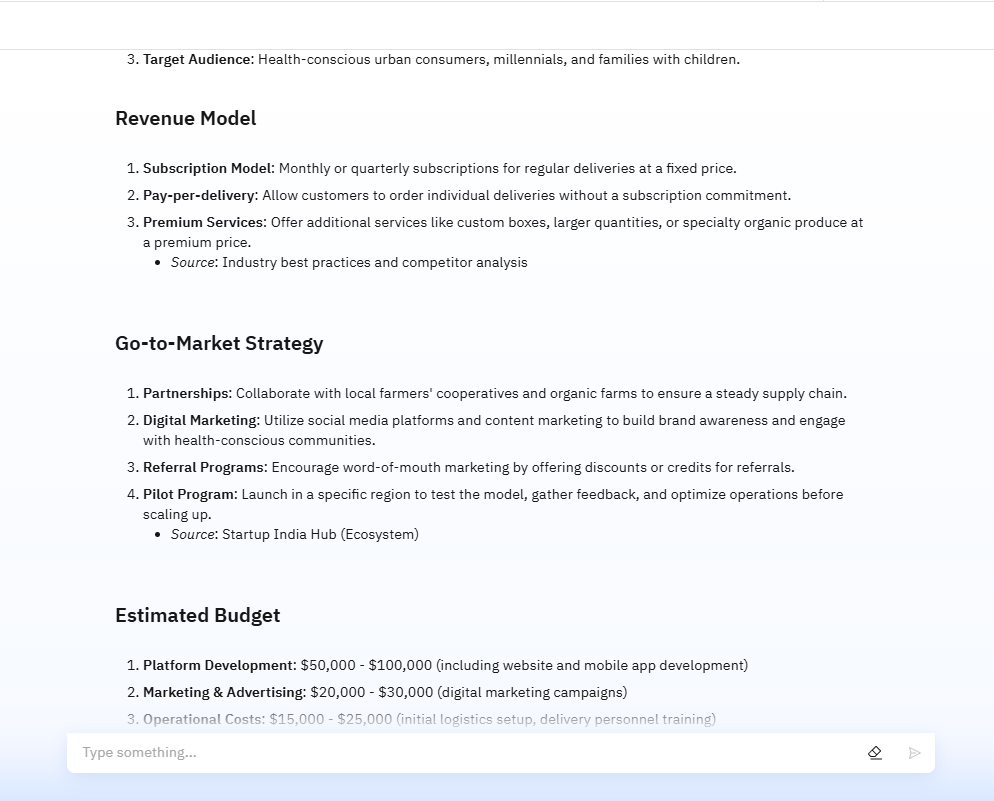 3. Target Audience: Health-conscious urban consumers, millennials, and families with children.
Revenue Model
1. Subscription Model: Monthly or quarterly subscriptions for regular deliveries at a fixed price.
2. Pay-per-delivery: Allow customers to order individual deliveries without a subscription commitment.
3. Premium Services: Offer additional services like custom boxes, larger quantities, or specialty organic produce at
a premium price.
• Source: Industry best practices and competitor analysis
Go-to-Market Strategy
1. Partnerships: Collaborate with local farmers' cooperatives and organic farms to ensure a steady supply chain.
2. Digital Marketing: Utilize social media platforms and content marketing to build brand awareness and engage
with health-conscious communities.
3. Referral Programs: Encourage word-of-mouth marketing by offering discounts or credits for referrals.
4. Pilot Program: Launch in a specific region to test the model, gather feedback, and optimize operations before
scaling up.
• Source: Startup India Hub (Ecosystem)
Estimated Budget
1. Platform Development: $50,000 - $100,000 (including website and mobile app development)
2. Marketing & Advertising: $20,000 - $30,000 (digital marketing campaigns)
3. Operational Costs: $15,000 - $25,000 (initial logistics setup, delivery personnel training)
Type something...